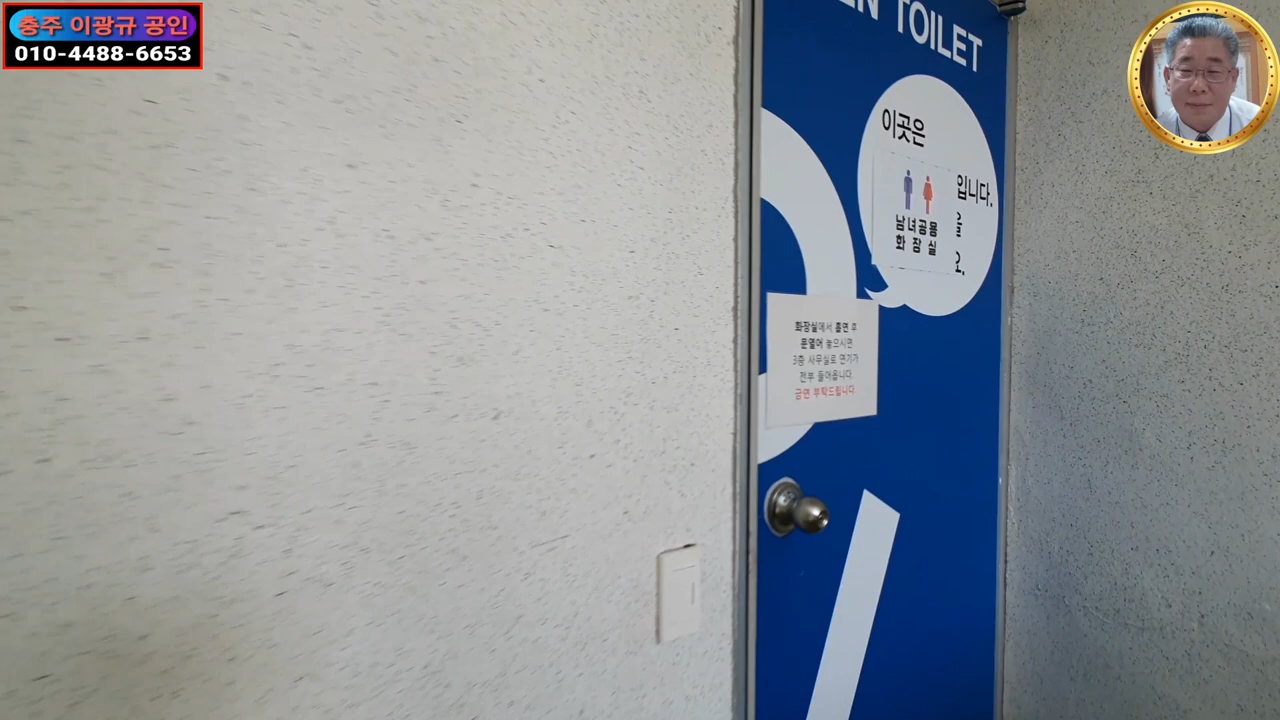 충주 이광규 공인
010-4488-6653
EN TOILET
이곳은
입니다.
남녀공용
화장실
오.
화장실에서 흡연 후
문열어 놓으시면
3층 사무실로 연기가
전부 들어옵니다.
금연 부탁드립니다.